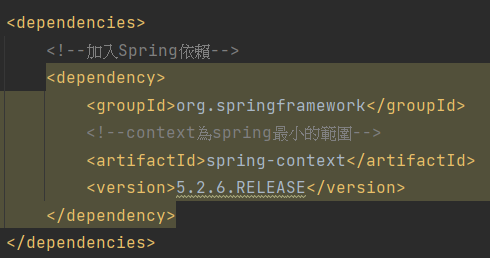 <dependencies>
<!--加入Spring依賴-->
<dependency>
<groupId>org.springframework</groupId>
<!--context為spring最小的範圍-->
<artifactId>spring-context</artifactId>
<version>5.2.6.RELEASE</version>
</dependency>
</dependencies>